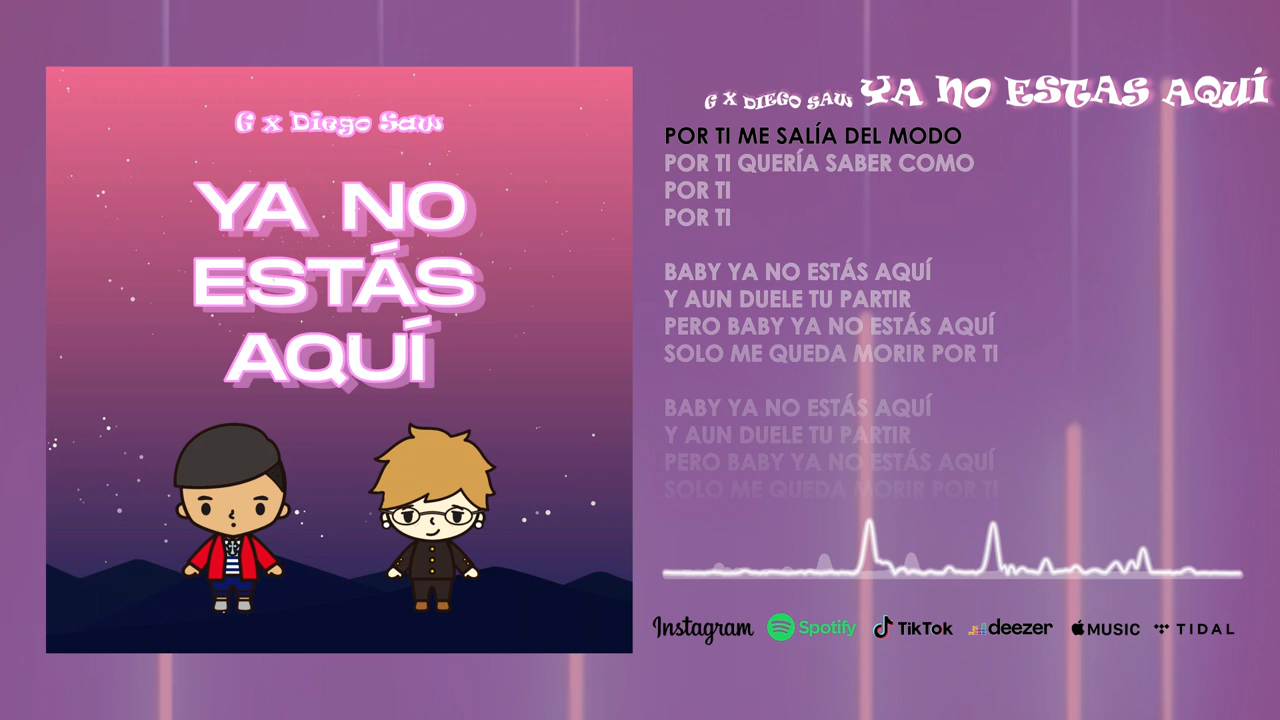 G x Diego Saw
YA NO
ESTÁS
AQUÍ
G X DIEGO SAW YA NO ESTAS AQUÍ
POR TI ME SALÍA DEL MODO
POR TI QUERÍA SABER COMO
POR TI
POR TI
BABY YA NO ESTÁS AQUÍ
Y AUN DUELE TU PARTIR
PERO BABY YA NO ESTÁS AQUÍ
SOLO ME QUEDA MORIR POR TI
BABY YA NO ESTÁS AQUÍ
Y AUN DUELE TU PARTIR
PERO BABY YA NO ESTÁS AQUÍ
SOLO ME QUEDA MORIR POR TI
Instagram Spotify TikTok deezer MUSIC TIDAL